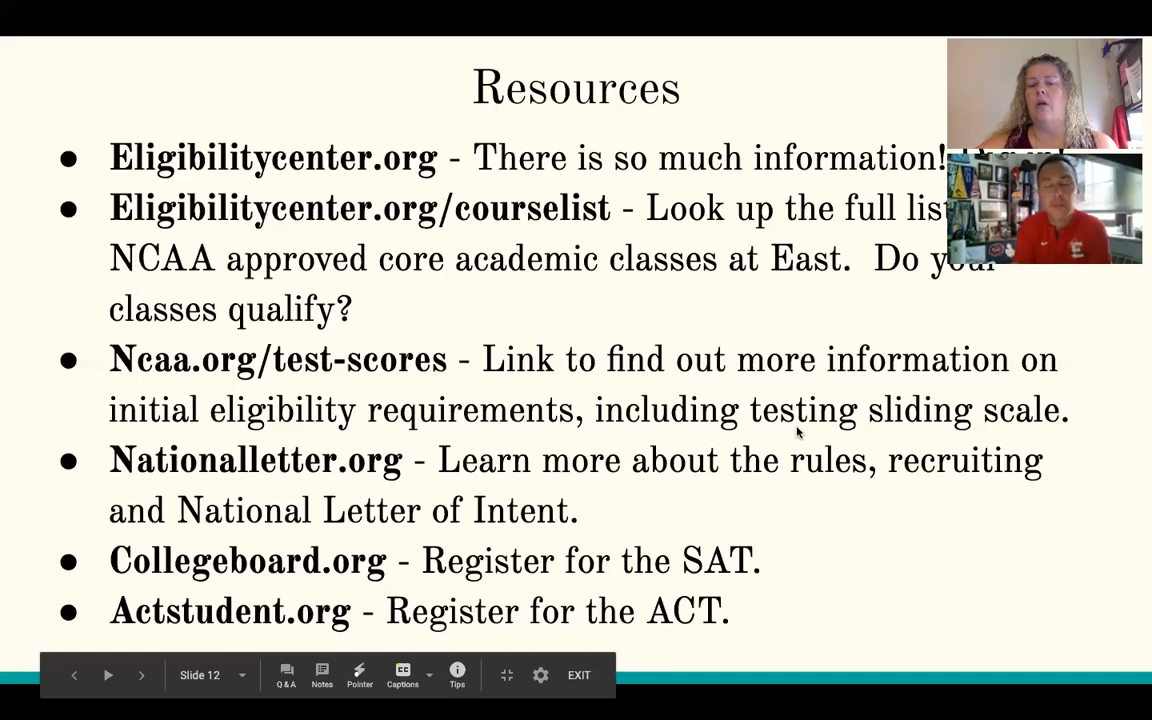 Resources
● Eligibilitycenter.org - There is so much information!
● Eligibilitycenter.org/courselist - Look up the full list
NCAA approved core academic classes at East. Do your
classes qualify?
● Ncaa.org/test-scores - Link to find out more information on
initial eligibility requirements, including testing sliding scale.
● Nationalletter.org - Learn more about the rules, recruiting
and National Letter of Intent.
● Collegeboard.org - Register for the SAT.
● Actstudent.org - Register for the ACT.
Slide 12
Q & A
Notes
Pointer
CC
Captions
Tips
EXIT